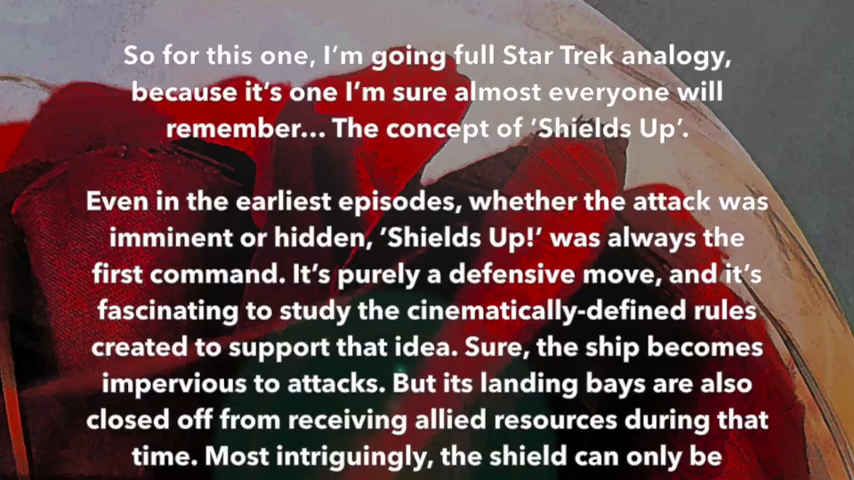 So for this one, I’m going full Star Trek analogy,
because it’s one I’m sure almost everyone will
remember... The concept of ’Shields Up’.
Even in the earliest episodes, whether the attack was
imminent or hidden, ’Shields Up!’ was always the
first command. It’s purely a defensive move, and it’s
fascinating to study the cinematically-defined rules
created to support that idea. Sure, the ship becomes
impervious to attacks. But its landing bays are also
closed off from receiving allied resources during that
time. Most intriguingly, the shield can only be